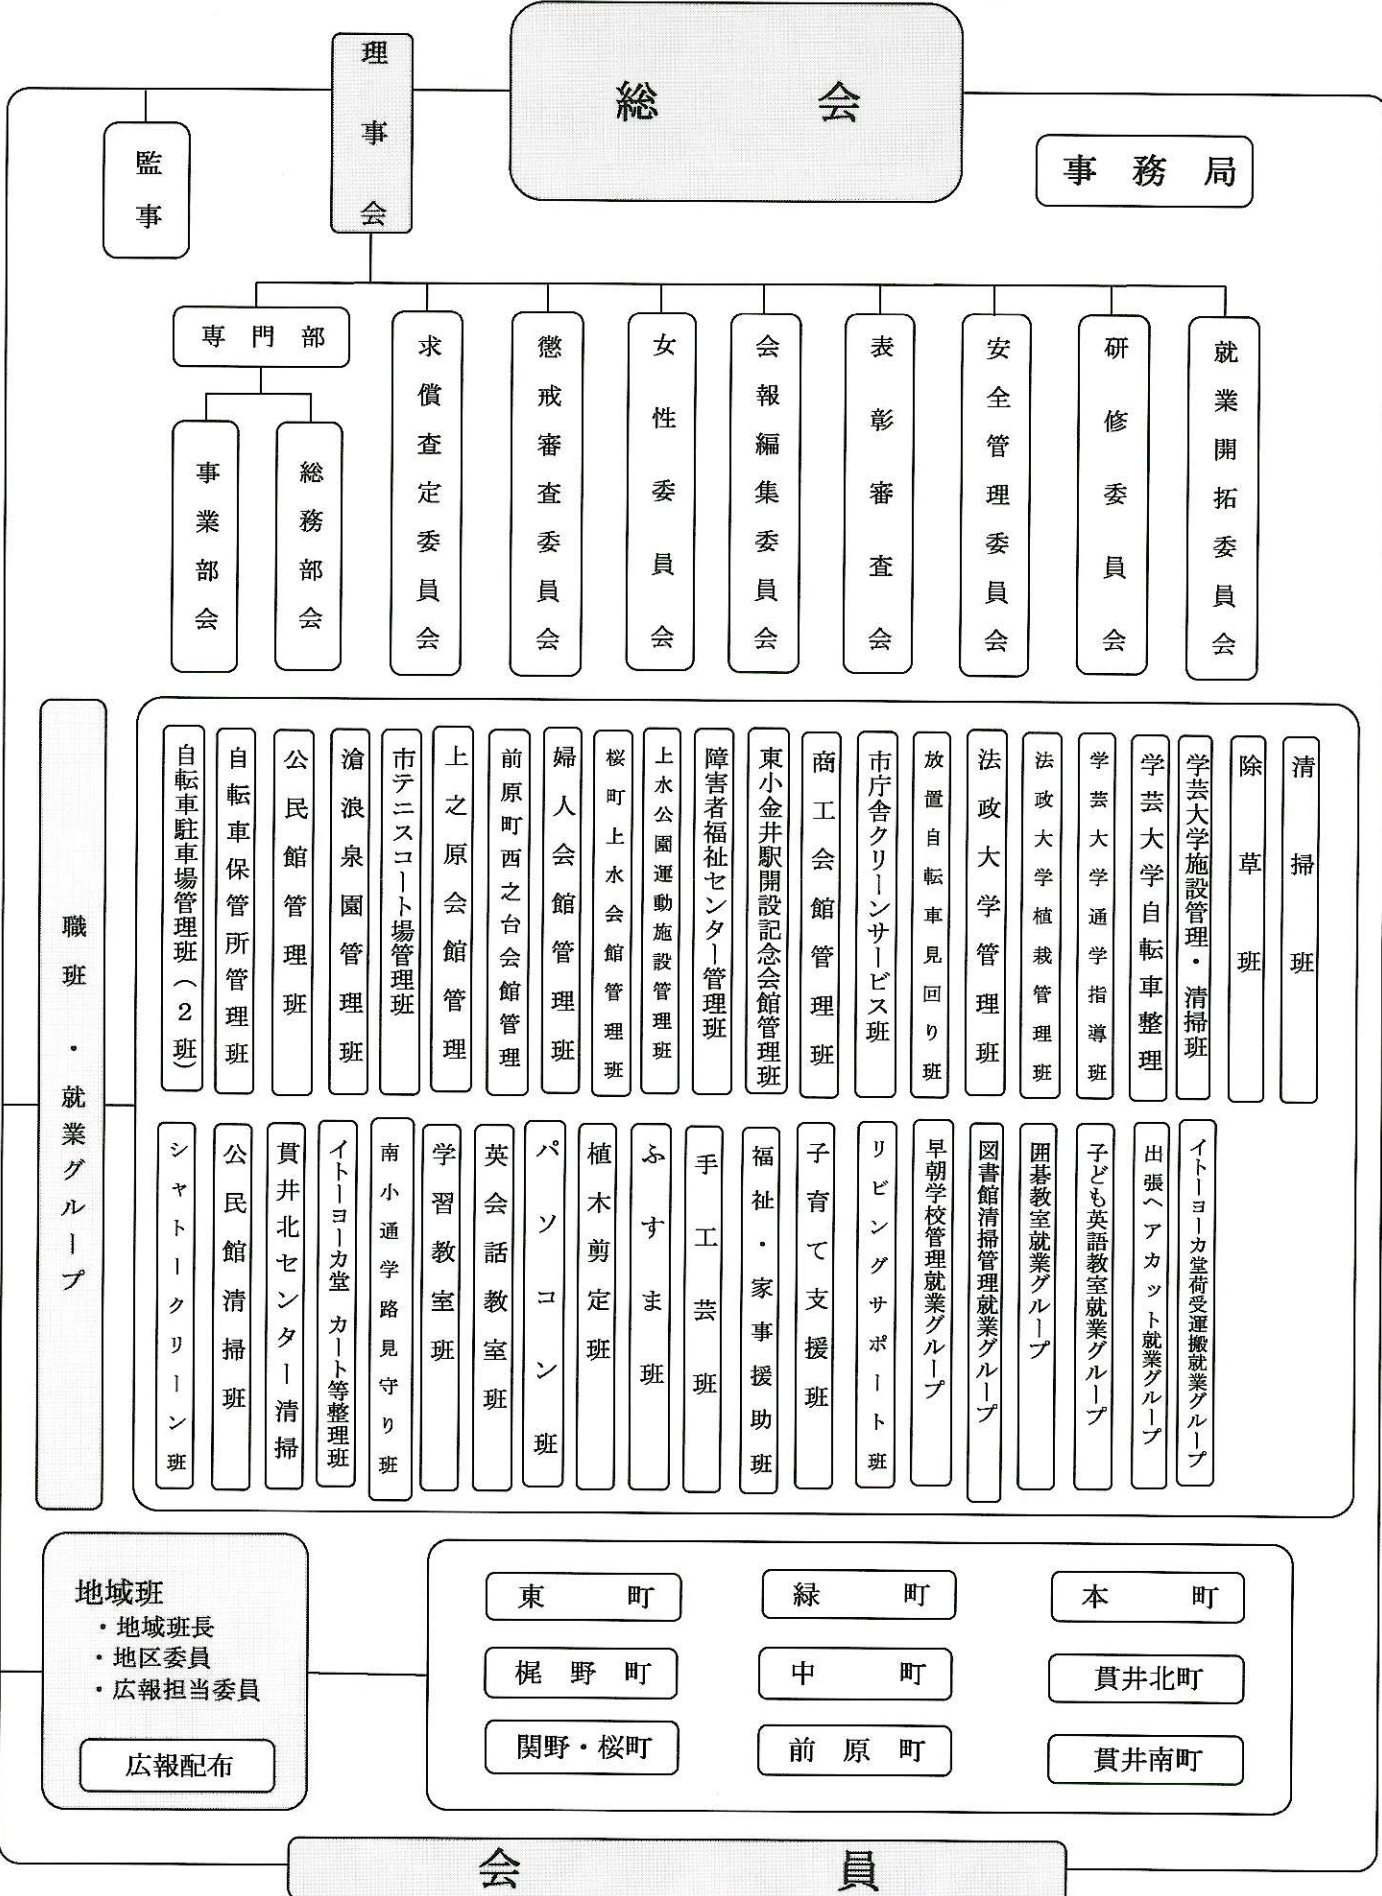 総会
理事会
監事
事務局
専門部
事業部会
総務部会
求償査定委員会
懲戒審査委員会
女性委員会
会報編集委員会
表彰審査会
安全管理委員会
研修委員会
就業開拓委員会
職班・就業グループ
自転車駐車場管理班(2班)
自転車保管所管理班
公民館管理班
滄浪泉園管理班
市テニスコート場管理班
上之原会館管理
前原町西之台会館管理
婦人会館管理班
桜町上水会館管理班
上水公園運動施設管理班
障害者福祉センター管理班
東小金井駅開設記念会館管理班
商工会館管理班
市庁舎クリーンサービス班
放置自転車見回り班
法政大学管理班
法政大学植栽管理班
学芸大学通学指導班
学芸大学自転車整理
学芸大学施設管理・清掃班
除草班
清掃班
シャトークリーン班
公民館清掃班
貫井北センター清掃
イトーヨーカ堂 カート等整理班
南小通学路見守り班
学習教室班
英会話教室班
パソコン班
植木剪定班
ふすま班
手工芸班
福祉・家事援助班
子育て支援班
リビングサポート班
早朝学校管理就業グループ
図書館清掃管理就業グループ
囲碁教室就業グループ
子ども英語教室就業グループ
出張ヘアカット就業グループ
イトーヨーカ堂荷受運搬就業グループ
地域班
・地域班長
・地区委員
・広報担当委員
広報配布
東町
緑町
本町
梶野町
中町
貫井北町
関野・桜町
前原町
貫井南町
会員